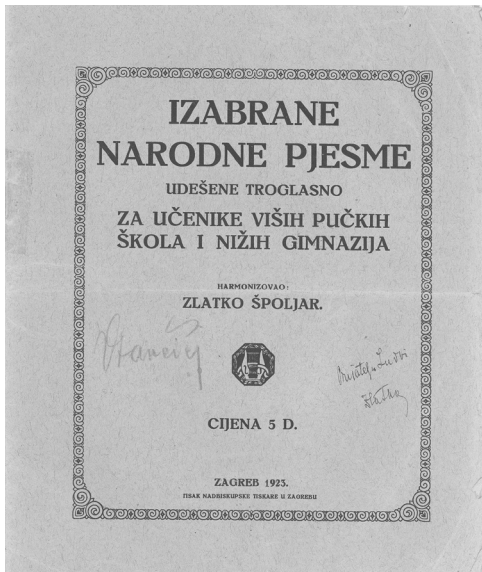 IZABRANE
NARODNE PJESME
UDEŠENE TROGLASNO
ZA UČENIKE VIŠIH PUČKIH
ŠKOLA I NIŽIH GIMNAZIJA
HARMONIZOVAO:
ZLATKO ŠPOLJAR.
Zlatko
CIJENA 5 D.
ZAGREB 1923.
TISAK NADBISKUPSKE TISKARE U ZAGREBU